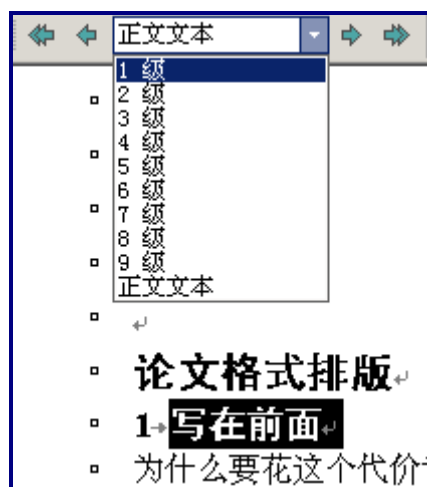 正文文本
1 级
2 级
3 级
4 级
5 级
6 级
7 级
8 级
9 级
正文文本
论文格式排版
1 写在前面
为什么要花这个代价